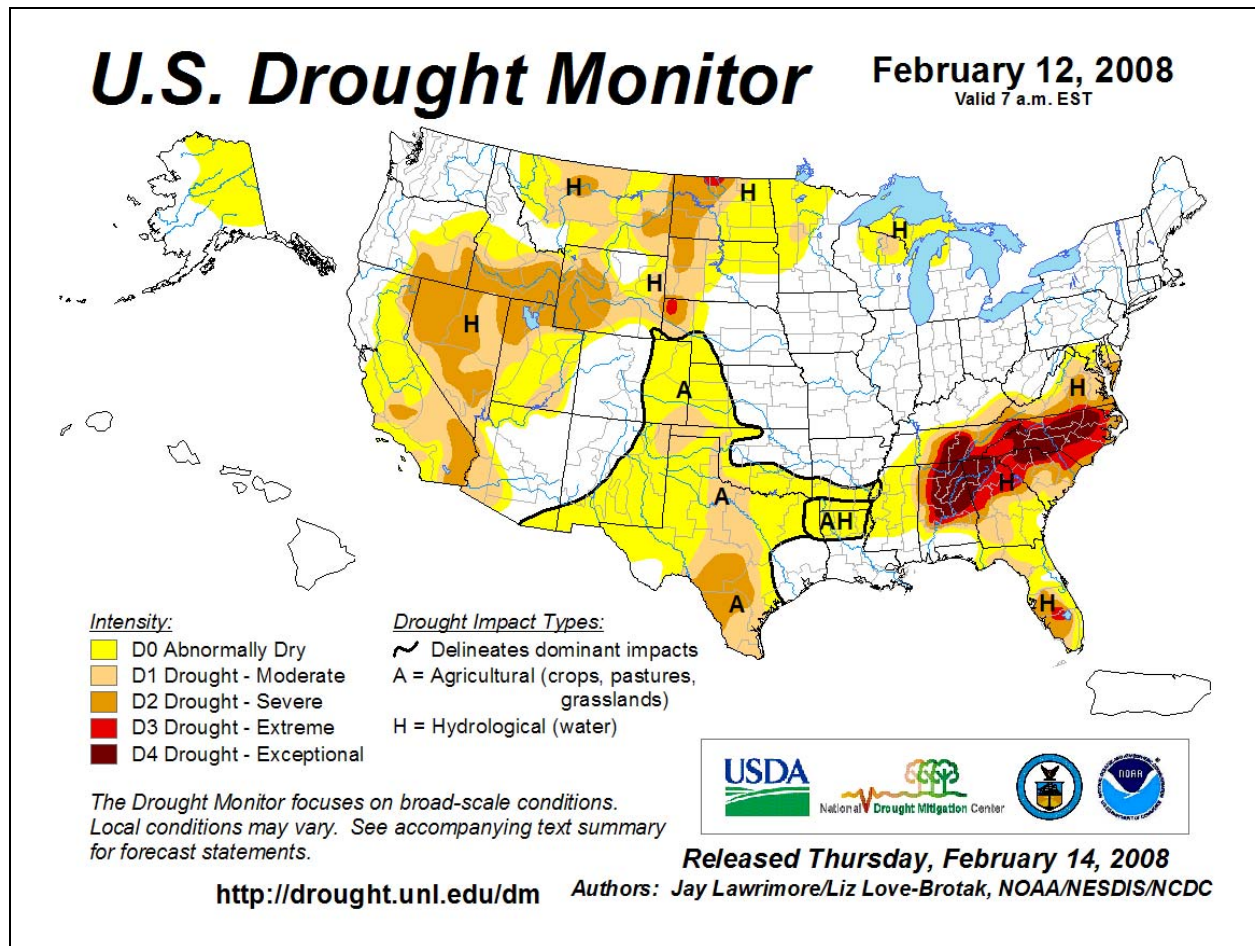 U.S. Drought Monitor
February 12, 2008
Valid 7 a.m. EST
H
H
H
H
H
A
H
A
H
AH
A
H
Intensity:
D0 Abnormally Dry
D1 Drought - Moderate
D2 Drought - Severe
D3 Drought - Extreme
D4 Drought - Exceptional
Drought Impact Types:
Delineates dominant impacts
A = Agricultural (crops, pastures,
grasslands)
H = Hydrological (water)
The Drought Monitor focuses on broad-scale conditions.
Local conditions may vary. See accompanying text summary
for forecast statements.
http://drought.unl.edu/dm
USDA
National Drought Mitigation Center
NOAA
Released Thursday, February 14, 2008
Authors: Jay Lawrimore/Liz Love-Brotak, NOAA/NESDIS/NCDC